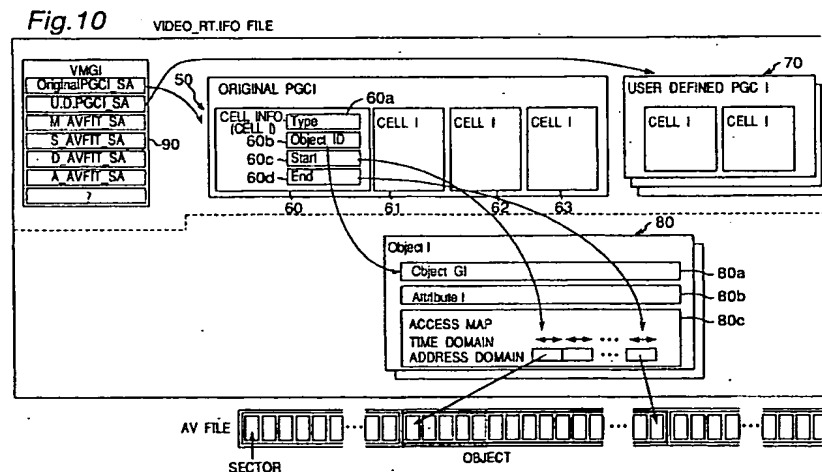 Fig.10 VIDEO_RT.IFO FILE
VMGI
OriginalPGCI_SA
U.D.PGCI_SA
M_AVFIT_SA
S_AVFIT_SA
D_AVFIT_SA
A_AVFIT_SA
?
90
50
ORIGINAL PGCI
60a
CELL INFO.
(CELL I)
Type
60b
Object ID
60c
Start
60d
End
CELL I
CELL I
CELL I
60
61
62
63
70
USER DEFINED PGC I
CELL I
CELL I
80
Object I
Object GI
80a
Attribute I
80b
ACCESS MAP
80c
TIME DOMAIN
...
ADDRESS DOMAIN
...
AV FILE
...
...
...
SECTOR
OBJECT